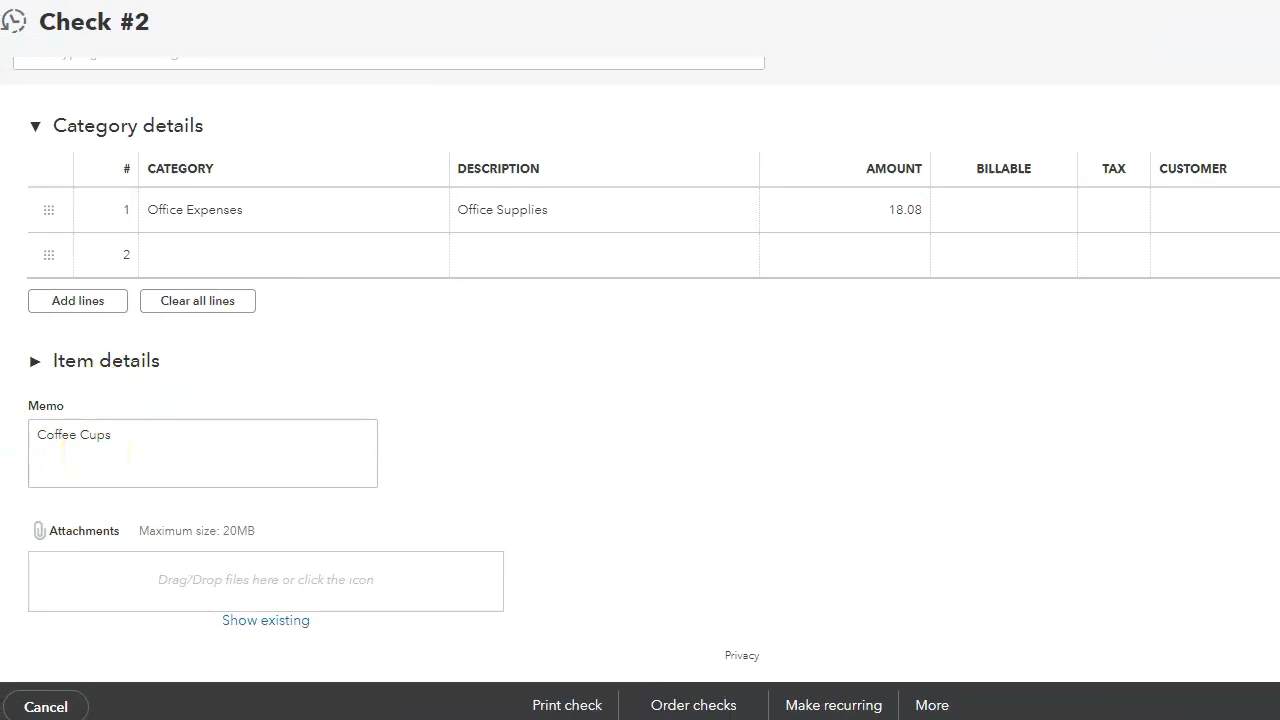 Check #2
Category details
# CATEGORY DESCRIPTION AMOUNT BILLABLE TAX CUSTOMER
1 Office Expenses Office Supplies 18.08
2
Add lines Clear all lines
Item details
Memo
Coffee Cups
Attachments Maximum size: 20MB
Drag/Drop files here or click the icon
Show existing
Privacy
Cancel Print check Order checks Make recurring More